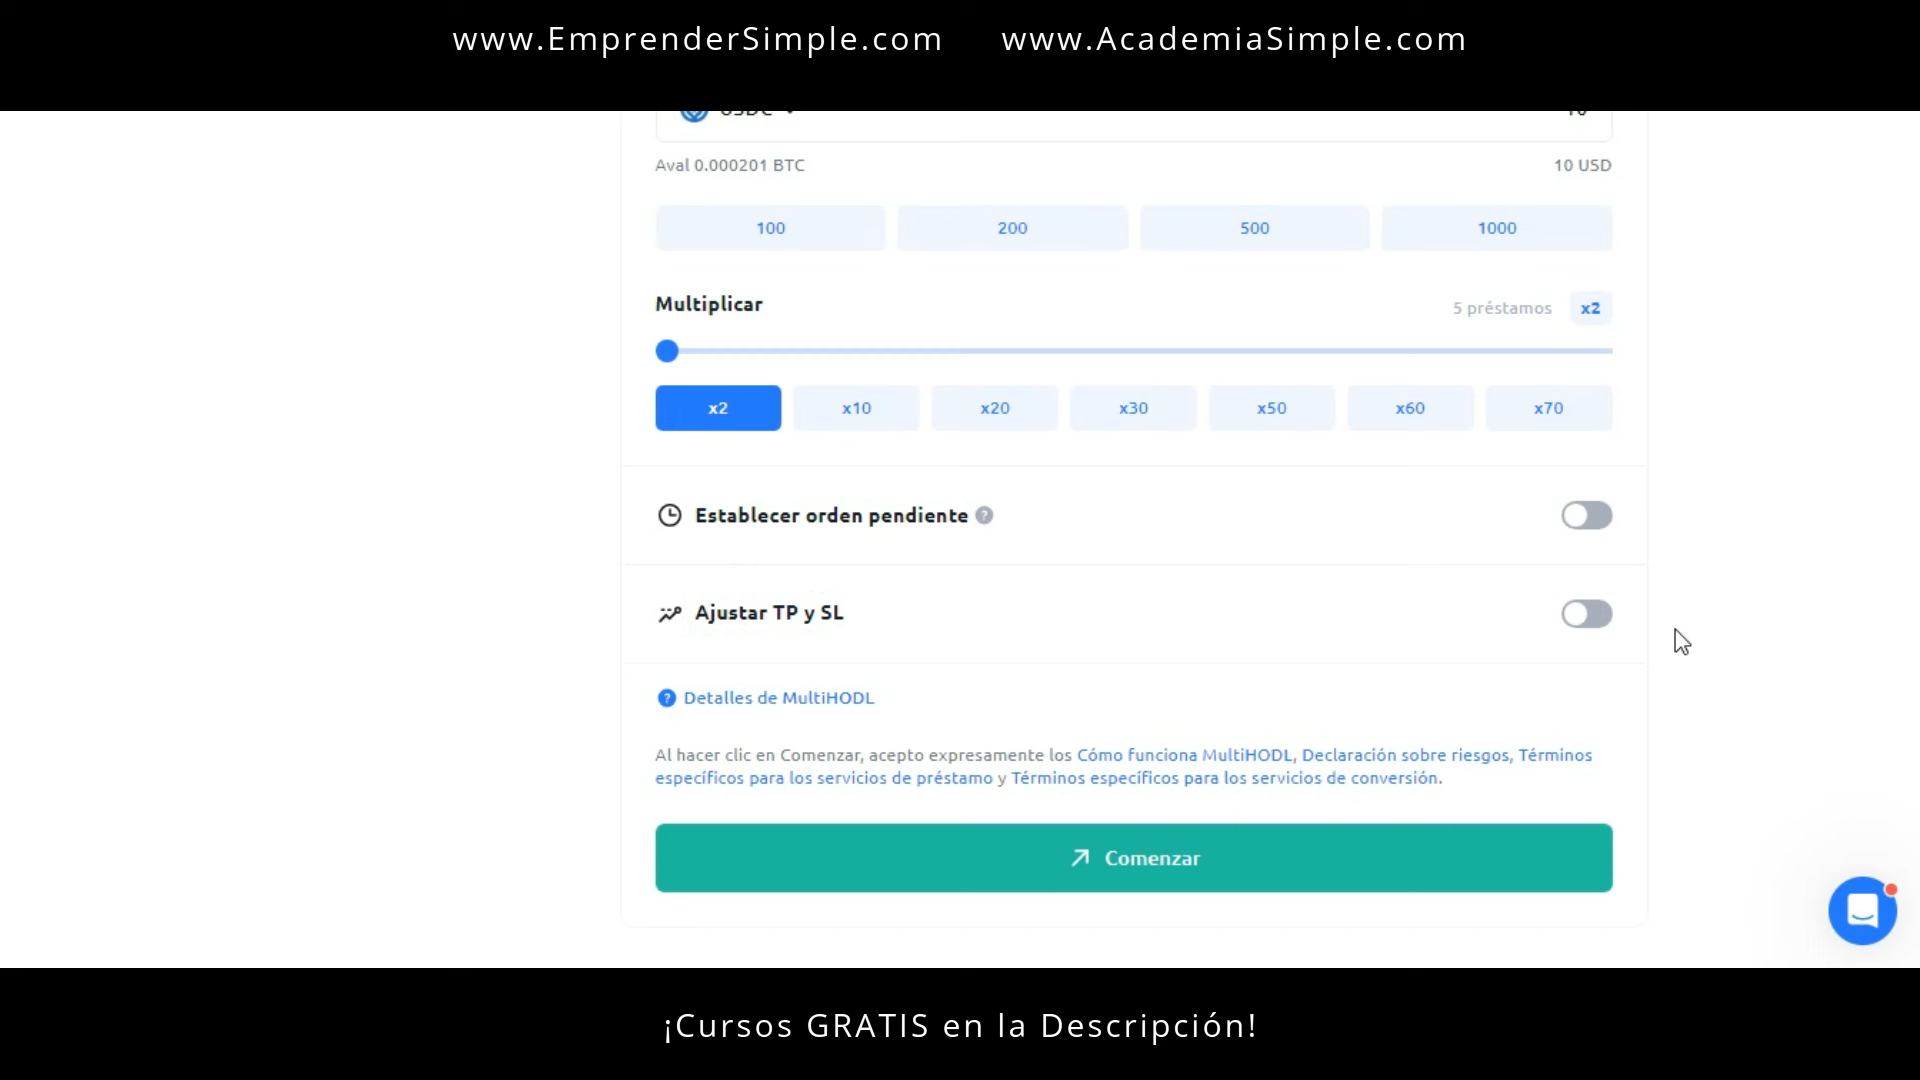 www.EmprenderSimple.com www.AcademiaSimple.com
USDC 10
Aval 0.000201 BTC 10 USD
100 200 500 1000
Multiplicar 5 préstamos x2
x2 x10 x20 x30 x50 x60 x70
Establecer orden pendiente ?
Ajustar TP y SL
? Detalles de MultiHODL
Al hacer clic en Comenzar, acepto expresamente los Cómo funciona MultiHODL, Declaración sobre riesgos, Términos
específicos para los servicios de préstamo y Términos específicos para los servicios de conversión.
Comenzar
¡Cursos GRATIS en la Descripción!